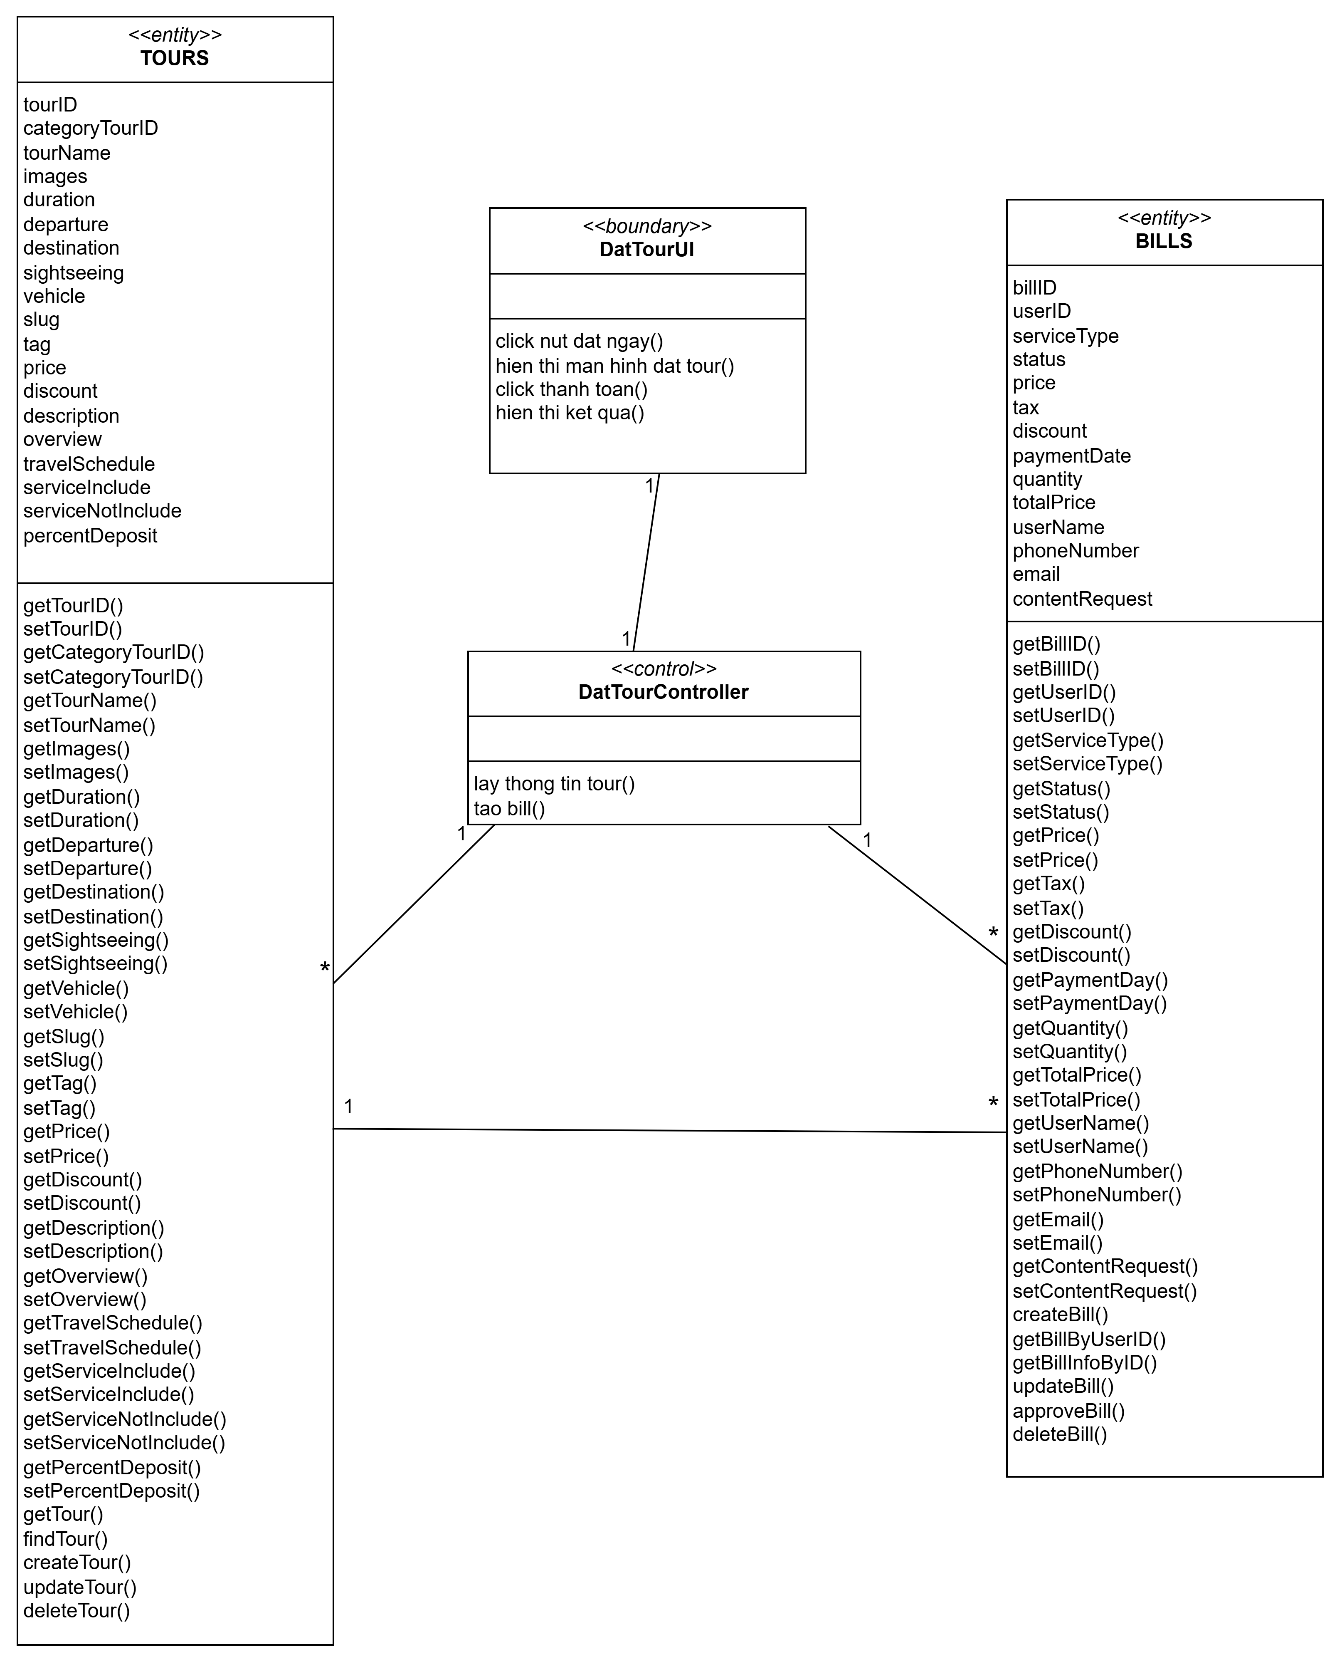 <<entity>>
TOURS
tourID
categoryTourID
tourName
images
duration
departure
destination
sightseeing
vehicle
slug
tag
price
discount
description
overview
travelSchedule
serviceInclude
serviceNotInclude
percentDeposit
getTourID()
setTourID()
getCategoryTourID()
setCategoryTourID()
getTourName()
setTourName()
getImages()
setImages()
getDuration()
setDuration()
getDeparture()
setDeparture()
getDestination()
setDestination()
getSightseeing()
setSightseeing()
getVehicle()
setVehicle()
getSlug()
setSlug()
getTag()
setTag()
getPrice()
setPrice()
getDiscount()
setDiscount()
getDescription()
setDescription()
getOverview()
setOverview()
getTravelSchedule()
setTravelSchedule()
getServiceInclude()
setServiceInclude()
getServiceNotInclude()
setServiceNotInclude()
getPercentDeposit()
setPercentDeposit()
getTour()
findTour()
createTour()
updateTour()
deleteTour()
<<boundary>>
DatTourUI
click nut dat ngay()
hien thi man hinh dat tour()
click thanh toan()
hien thi ket qua()
1
1
<<control>>
DatTourController
lay thong tin tour()
tao bill()
1
1
*
*
1
*
<<entity>>
BILLS
billID
userID
serviceType
status
price
tax
discount
paymentDate
quantity
totalPrice
userName
phoneNumber
email
contentRequest
getBillID()
setBillID()
getUserID()
setUserID()
getServiceType()
setServiceType()
getStatus()
setStatus()
getPrice()
setPrice()
getTax()
setTax()
getDiscount()
setDiscount()
getPaymentDay()
setPaymentDay()
getQuantity()
setQuantity()
getTotalPrice()
setTotalPrice()
getUserName()
setUserName()
getPhoneNumber()
setPhoneNumber()
getEmail()
setEmail()
getContentRequest()
setContentRequest()
createBill()
getBillByUserID()
getBillInfoByID()
updateBill()
approveBill()
deleteBill()